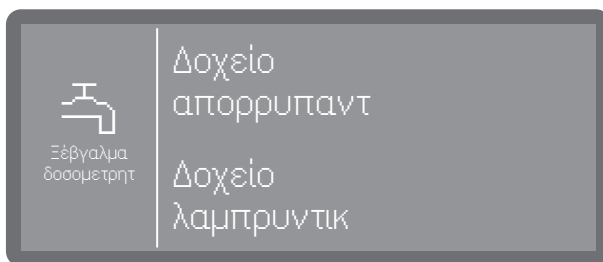 Ξέβγαλμα
δοσομετρητ
Δοχείο
απορρυπαντ
Δοχείο
λαμπρυντικ